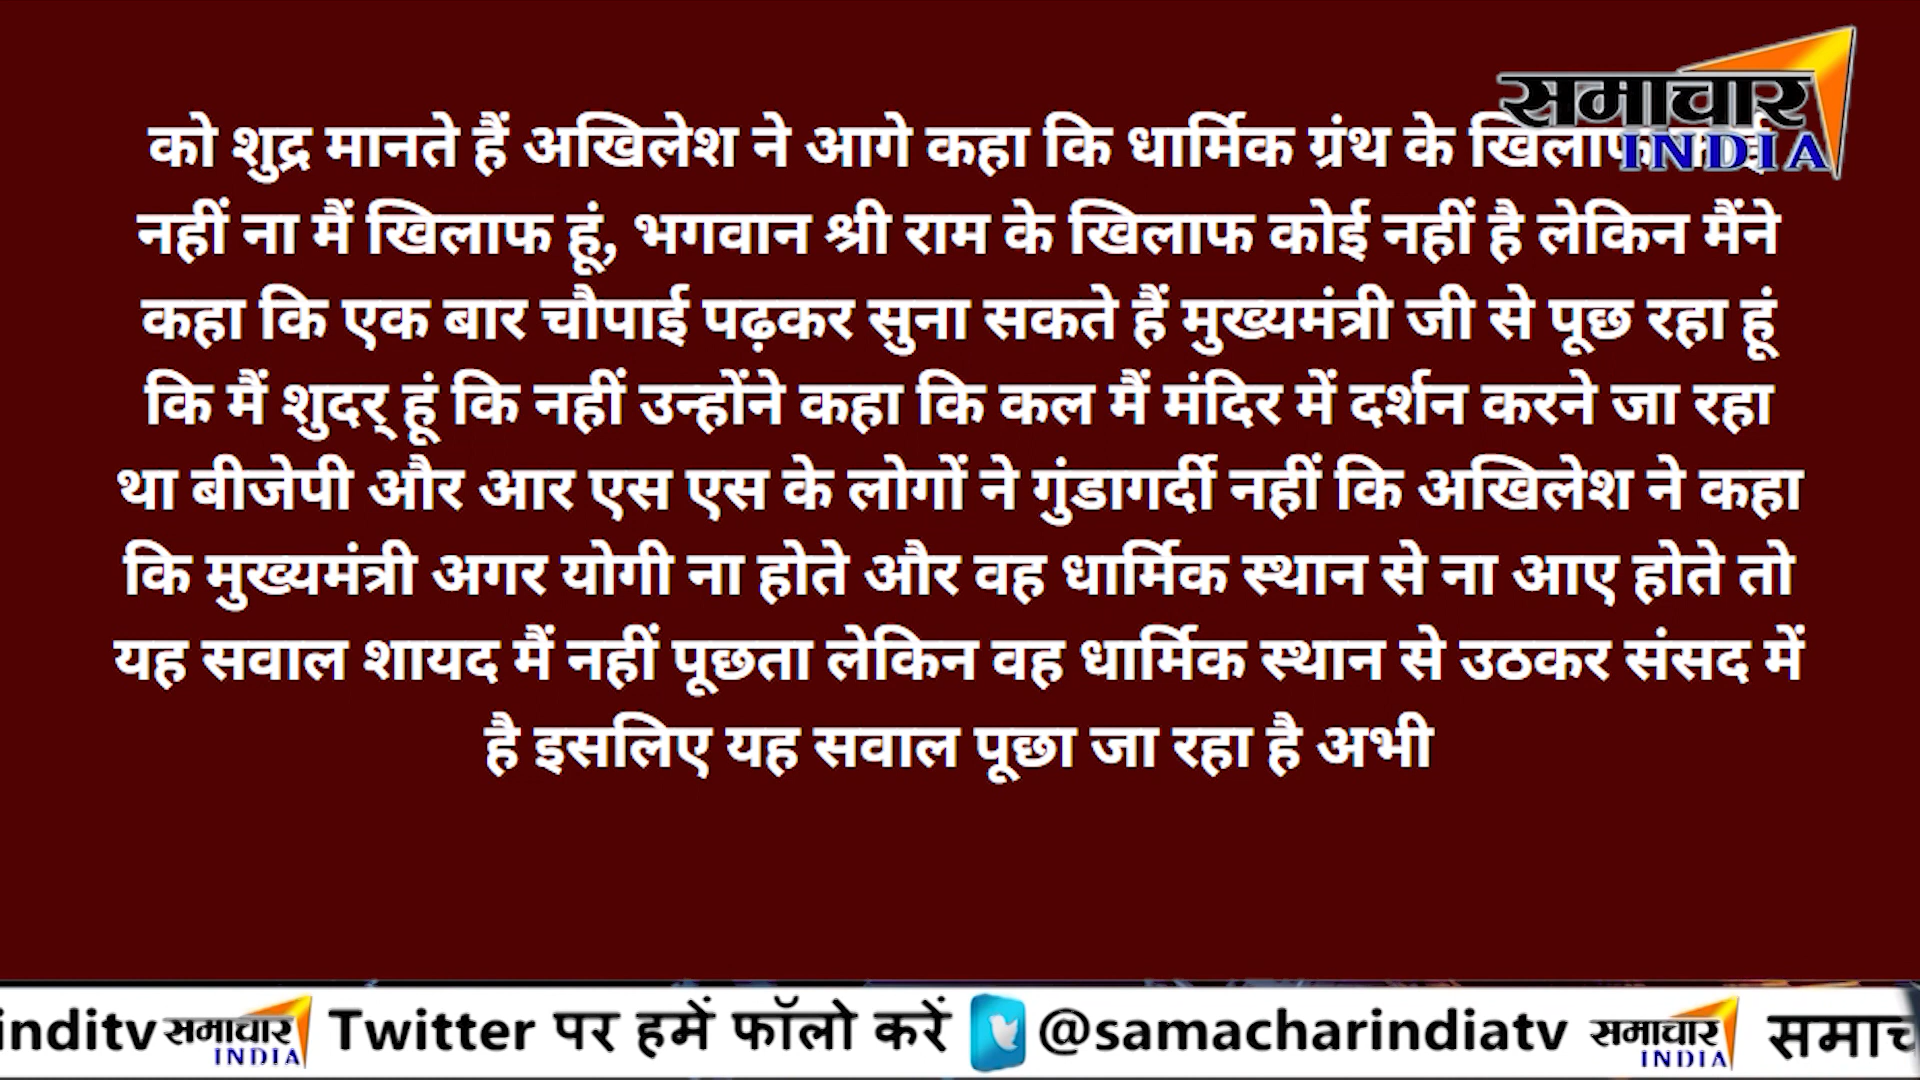 समाचार
INDIA
को शुद्र मानते हैं अखिलेश ने आगे कहा कि धार्मिक ग्रंथ के खिलाफ
नहीं ना मैं खिलाफ हूं, भगवान श्री राम के खिलाफ कोई नहीं है लेकिन मैंने
कहा कि एक बार चौपाई पढ़कर सुना सकते हैं मुख्यमंत्री जी से पूछ रहा हूं
कि मैं शुदर् हूं कि नहीं उन्होंने कहा कि कल मैं मंदिर में दर्शन करने जा रहा
था बीजेपी और आर एस एस के लोगों ने गुंडागर्दी नहीं कि अखिलेश ने कहा
कि मुख्यमंत्री अगर योगी ना होते और वह धार्मिक स्थान से ना आए होते तो
यह सवाल शायद मैं नहीं पूछता लेकिन वह धार्मिक स्थान से उठकर संसद में
है इसलिए यह सवाल पूछा जा रहा है अभी
inditv समाचार INDIA Twitter पर हमें फॉलो करें @samacharindiatv समाचार INDIA समाच